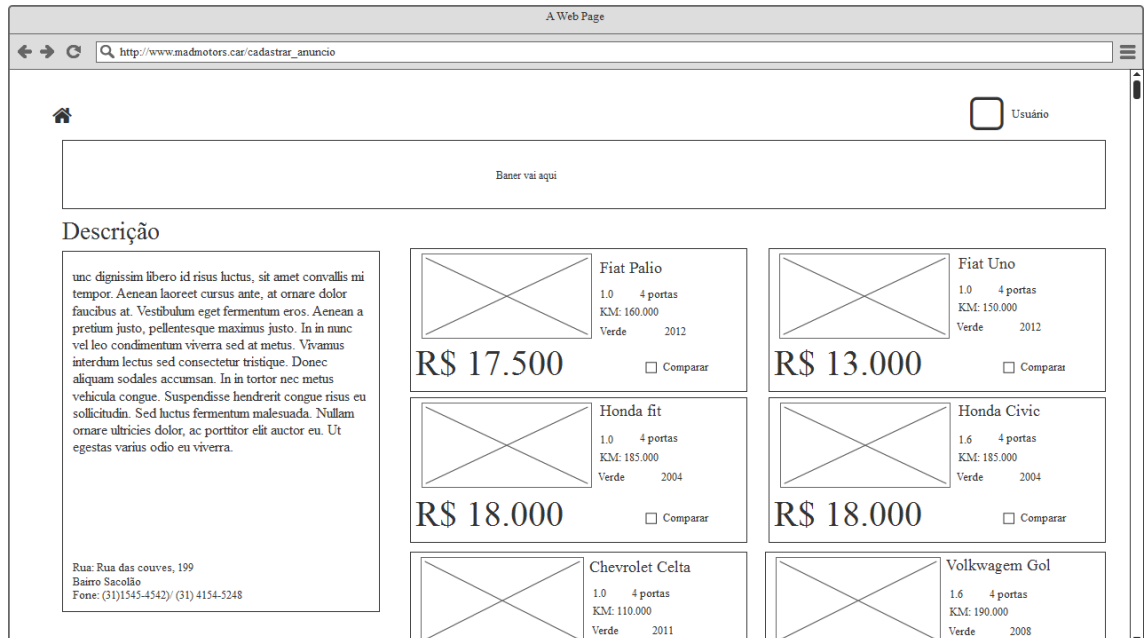 A Web Page
http://www.madmotors.car/cadastrar_anuncio
Usuário
Baner vai aqui
Descrição
unc dignissim libero id risus luctus, sit amet convallis mi
tempor. Aenean laoreet cursus ante, at ornare dolor
faucibus at. Vestibulum eget fermentum eros. Aenean a
pretium justo, pellentesque maximus justo. In in nunc
vel leo condimentum viverra sed at metus. Vivamus
interdum lectus sed consectetur tristique. Donec
aliquam sodales accumsan. In in tortor nec metus
vehicula congue. Suspendisse hendrerit congue risus eu
sollicitudin. Sed luctus fermentum malesuada. Nullam
ornare ultricies dolor, ac porttitor elit auctor eu. Ut
egestas varius odio eu viverra.
Rua: Rua das couves, 199
Bairro Sacolão
Fone: (31)1545-4542)/ (31) 4154-5248
Fiat Palio
1.0 4 portas
KM: 160.000
Verde 2012
R$ 17.500
Comparar
Fiat Uno
1.0 4 portas
KM: 150.000
Verde 2012
R$ 13.000
Comparar
Honda fit
1.0 4 portas
KM: 185.000
Verde 2004
R$ 18.000
Comparar
Honda Civic
1.6 4 portas
KM: 185.000
Verde 2004
R$ 18.000
Comparar
Chevrolet Celta
1.0 4 portas
KM: 110.000
Verde 2011
Volkwagem Gol
1.6 4 portas
KM: 190.000
Verde 2008